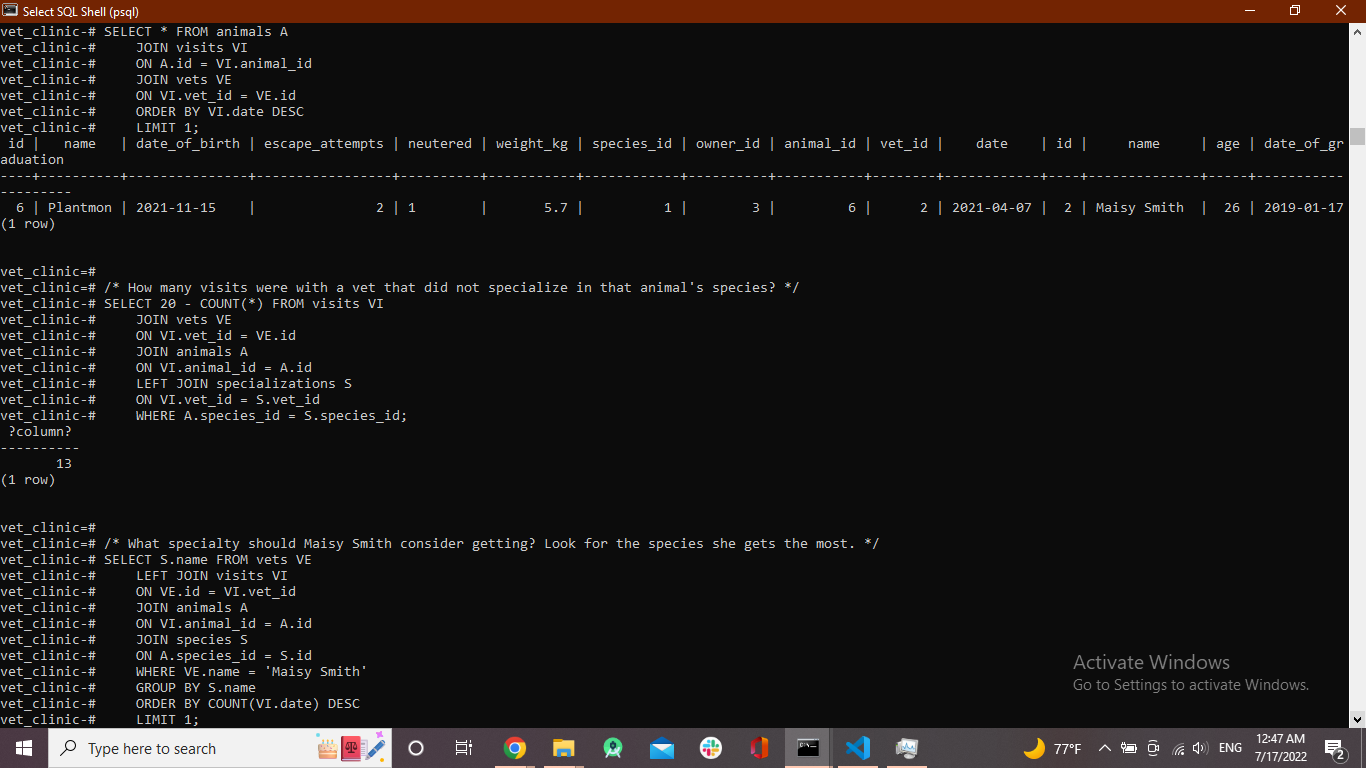 Select SQL Shell (psql)
vet_clinic-# SELECT * FROM animals A
vet_clinic-#     JOIN visits VI
vet_clinic-#     ON A.id = VI.animal_id
vet_clinic-#     JOIN vets VE
vet_clinic-#     ON VI.vet_id = VE.id
vet_clinic-#     ORDER BY VI.date DESC
vet_clinic-#     LIMIT 1;
 id |   name   | date_of_birth | escape_attempts | neutered | weight_kg | species_id | owner_id | animal_id | vet_id |    date    | id |     name     | age | date_of_gr
aduation
----+----------+---------------+-----------------+----------+-----------+------------+----------+-----------+--------+------------+----+--------------+-----+-----------
---------
  6 | Plantmon | 2021-11-15    |               2 | 1        |       5.7 |          1 |        3 |         6 |      2 | 2021-04-07 |  2 | Maisy Smith  |  26 | 2019-01-17
(1 row)
vet_clinic=#
vet_clinic=# /* How many visits were with a vet that did not specialize in that animal's species? */
vet_clinic-# SELECT 20 - COUNT(*) FROM visits VI
vet_clinic-#     JOIN vets VE
vet_clinic-#     ON VI.vet_id = VE.id
vet_clinic-#     JOIN animals A
vet_clinic-#     ON VI.animal_id = A.id
vet_clinic-#     LEFT JOIN specializations S
vet_clinic-#     ON VI.vet_id = S.vet_id
vet_clinic-#     WHERE A.species_id = S.species_id;
 ?column?
----------
       13
(1 row)
vet_clinic=#
vet_clinic=# /* What specialty should Maisy Smith consider getting? Look for the species she gets the most. */
vet_clinic-# SELECT S.name FROM vets VE
vet_clinic-#     LEFT JOIN visits VI
vet_clinic-#     ON VE.id = VI.vet_id
vet_clinic-#     JOIN animals A
vet_clinic-#     ON VI.animal_id = A.id
vet_clinic-#     JOIN species S
vet_clinic-#     ON A.species_id = S.id
vet_clinic-#     WHERE VE.name = 'Maisy Smith'
vet_clinic-#     GROUP BY S.name
vet_clinic-#     ORDER BY COUNT(VI.date) DESC
vet_clinic-#     LIMIT 1;
Activate Windows
Go to Settings to activate Windows.
Type here to search
77°F
ENG
12:47 AM
7/17/2022
2